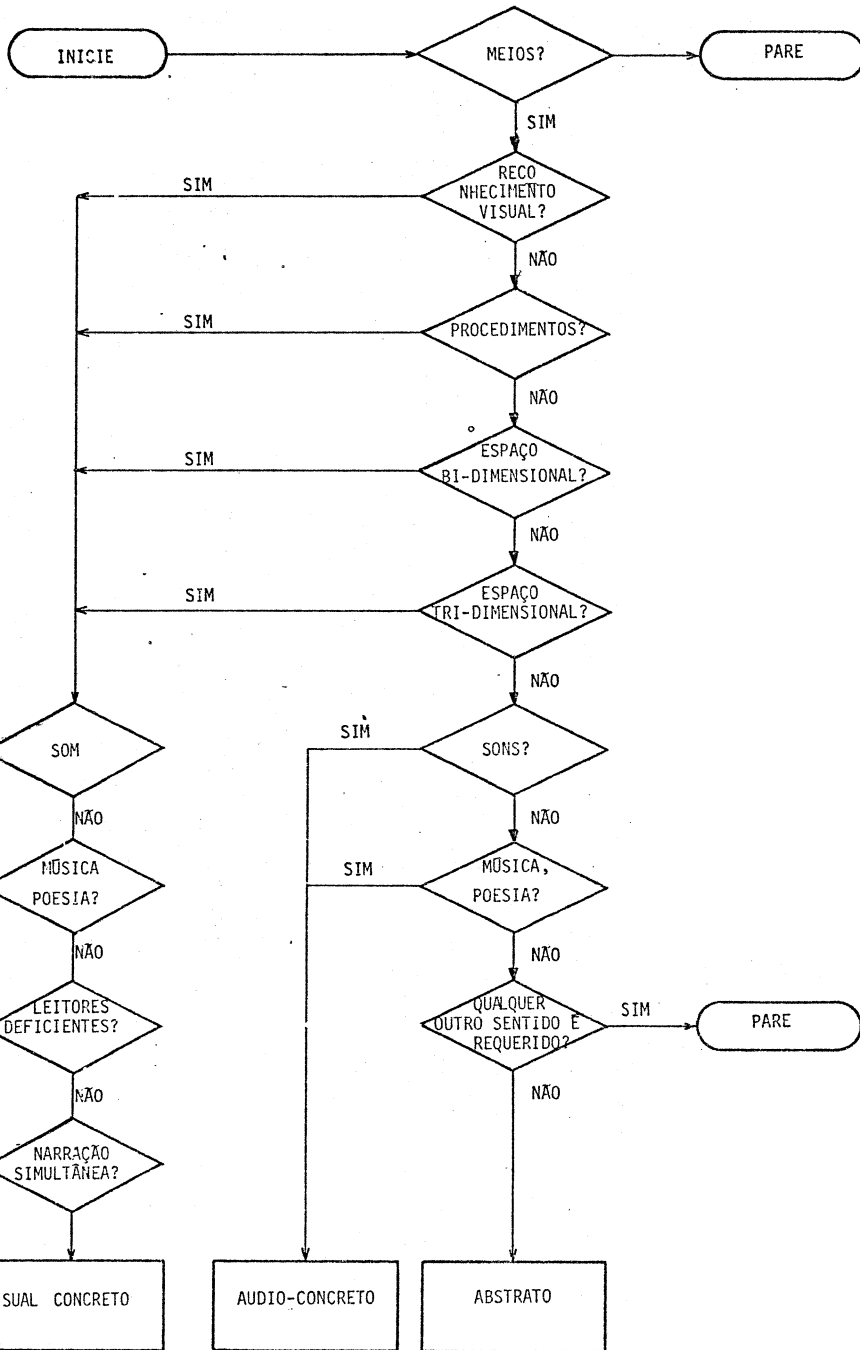 INICIE
MEIOS?
PARE
SIM
RECO
NHECIMENTO
VISUAL?
SIM
NÃO
PROCEDIMENTOS?
SIM
NÃO
ESPAÇO
BI-DIMENSIONAL?
SIM
NÃO
ESPAÇO
TRI-DIMENSIONAL?
SIM
NÃO
SOM
SIM
SONS?
NÃO
NÃO
MÚSICA
POESIA?
SIM
MÚSICA,
POESIA?
NÃO
NÃO
LEITORES
DEFICIENTES?
QUALQUER
OUTRO SENTIDO É
REQUERIDO?
SIM
PARE
NÃO
NÃO
NARRAÇÃO
SIMULTÂNEA?
SUAL CONCRETO
AUDIO-CONCRETO
ABSTRATO